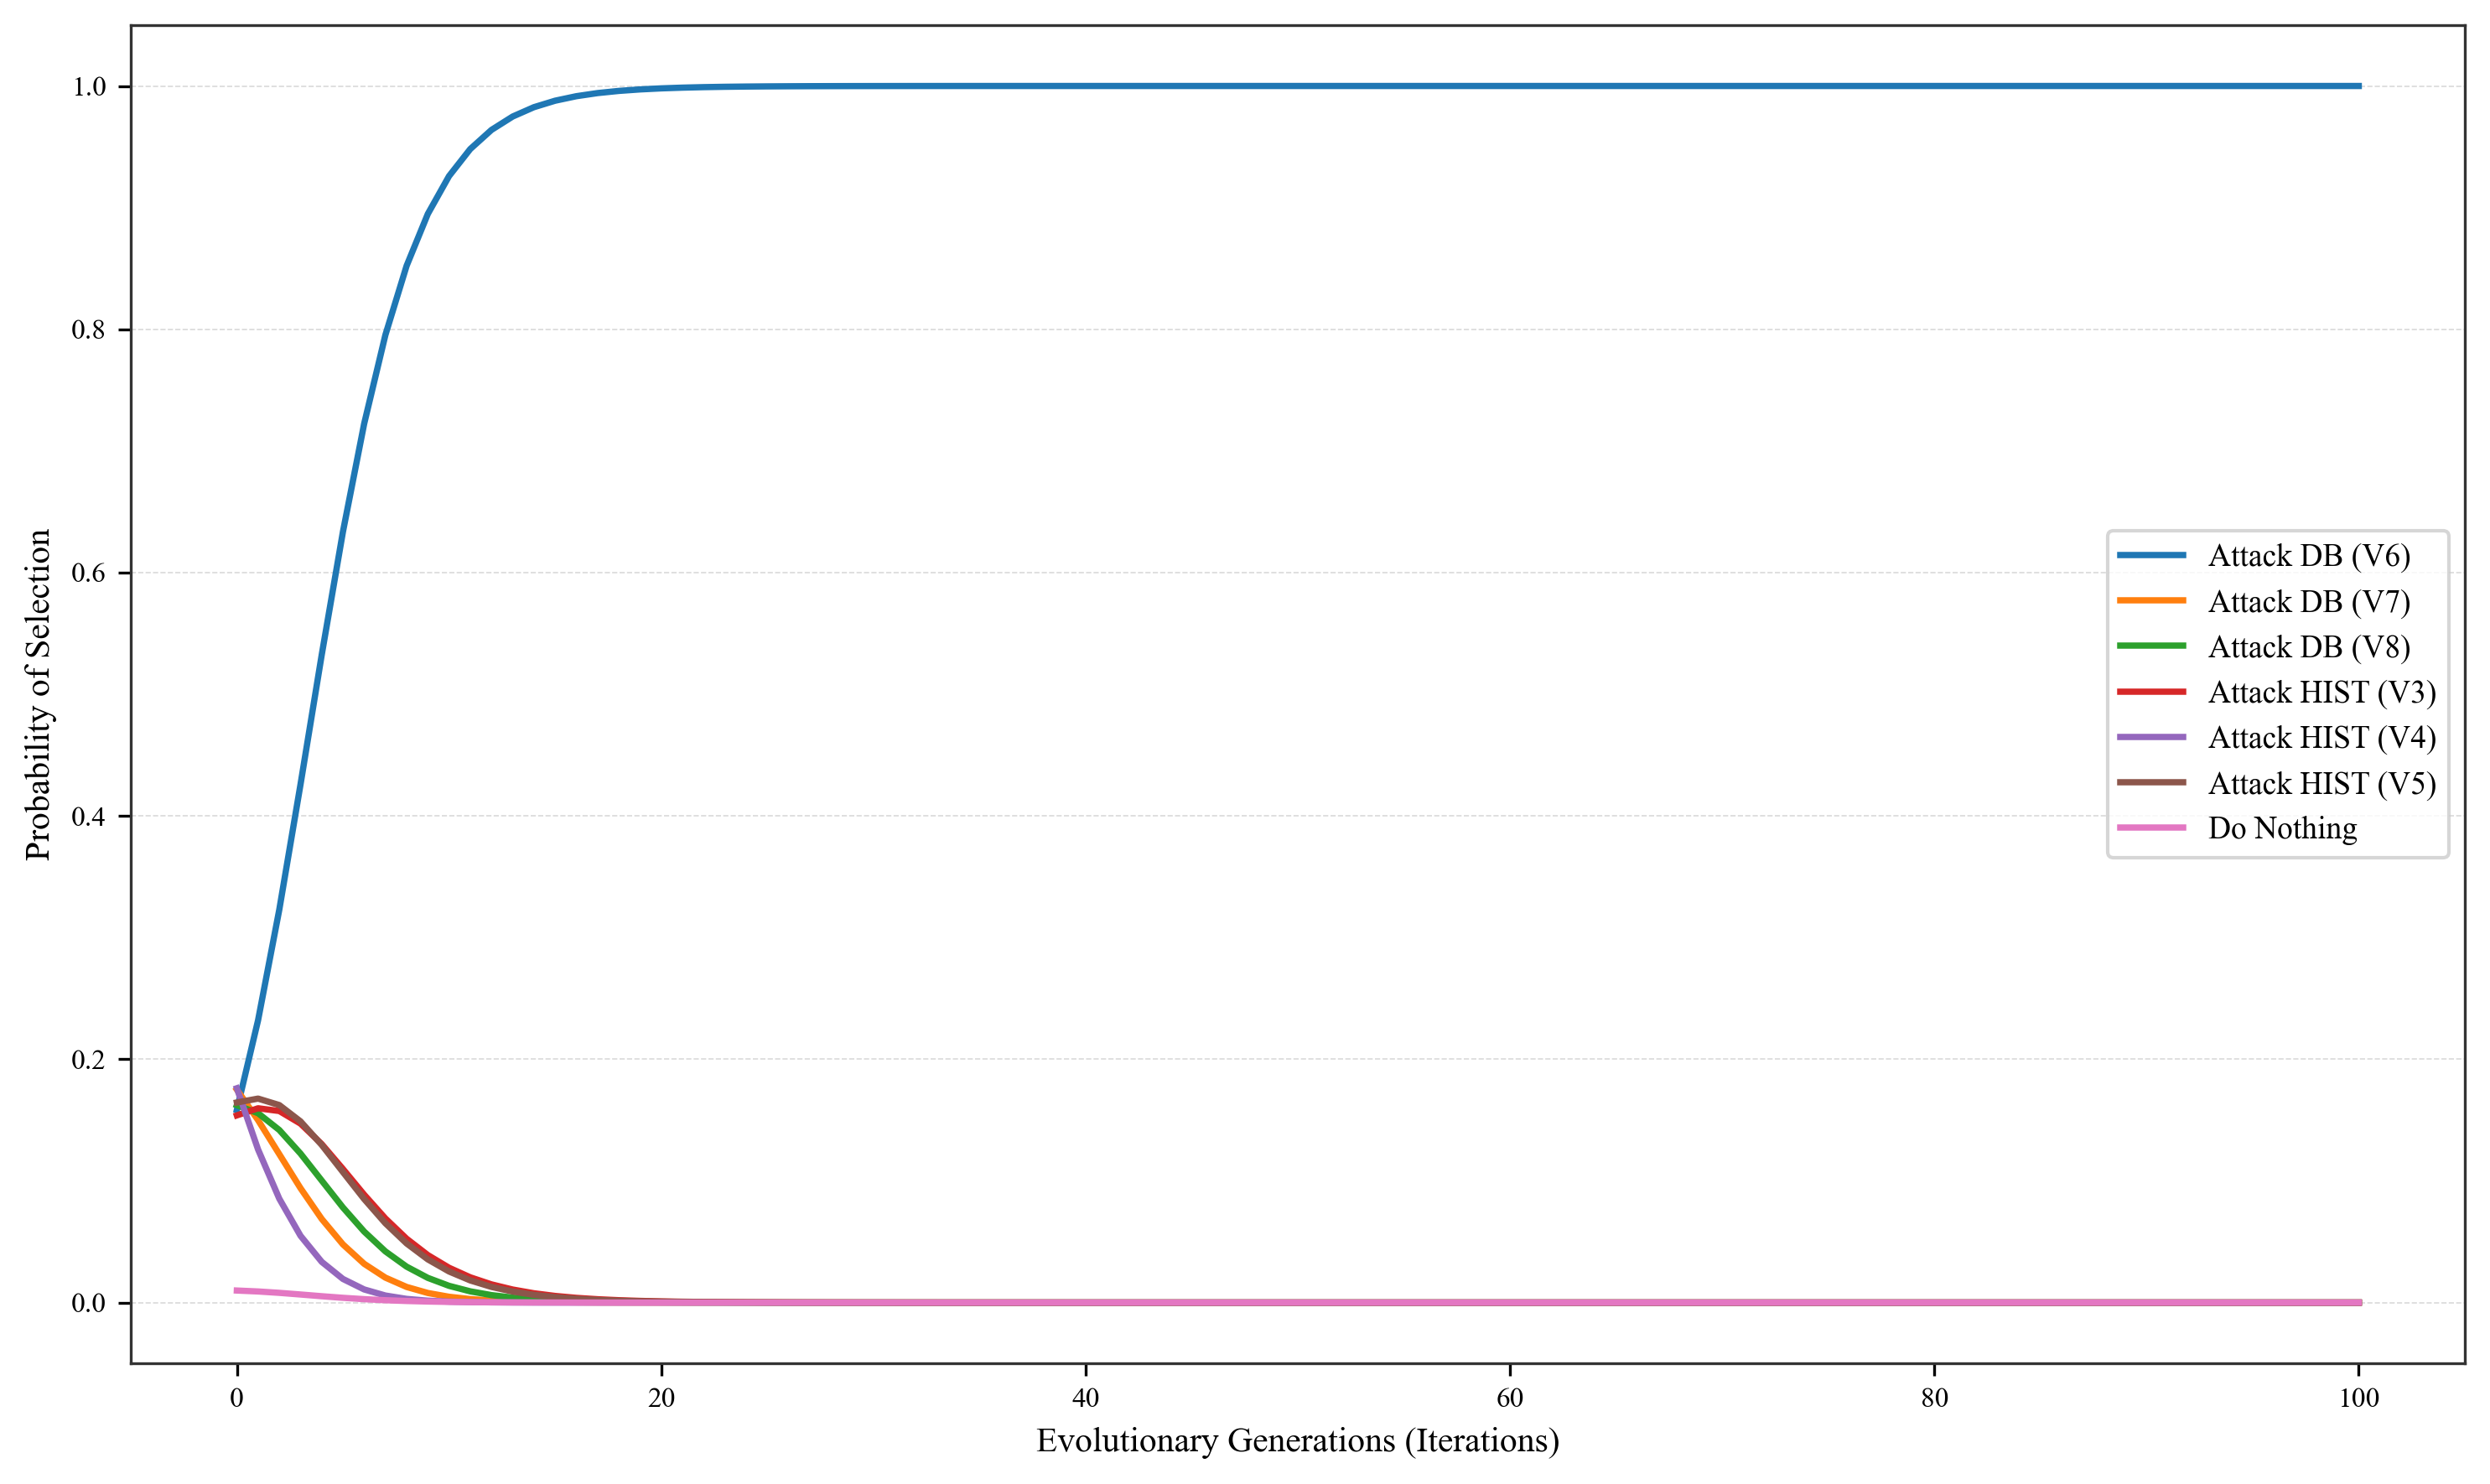 1.0
0.8
0.6
0.4
0.2
0.0
Probability of Selection
Attack DB (V6)
Attack DB (V7)
Attack DB (V8)
Attack HIST (V3)
Attack HIST (V4)
Attack HIST (V5)
Do Nothing
0 20 40 60 80 100
Evolutionary Generations (Iterations)